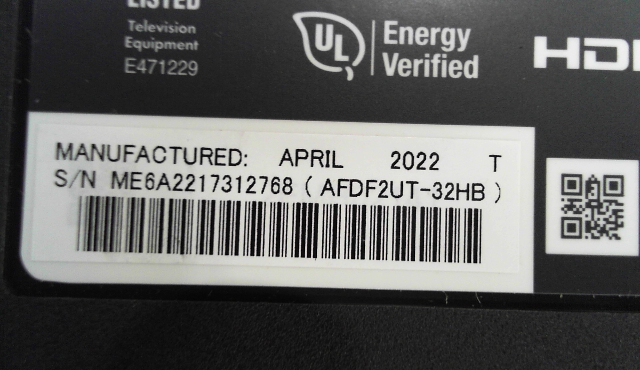 LISTED
Television
Equipment
E471229
UL
Energy
Verified
MANUFACTURED: APRIL 2022 T
S/N ME6A2217312768 ( AFDF2UT-32HB )